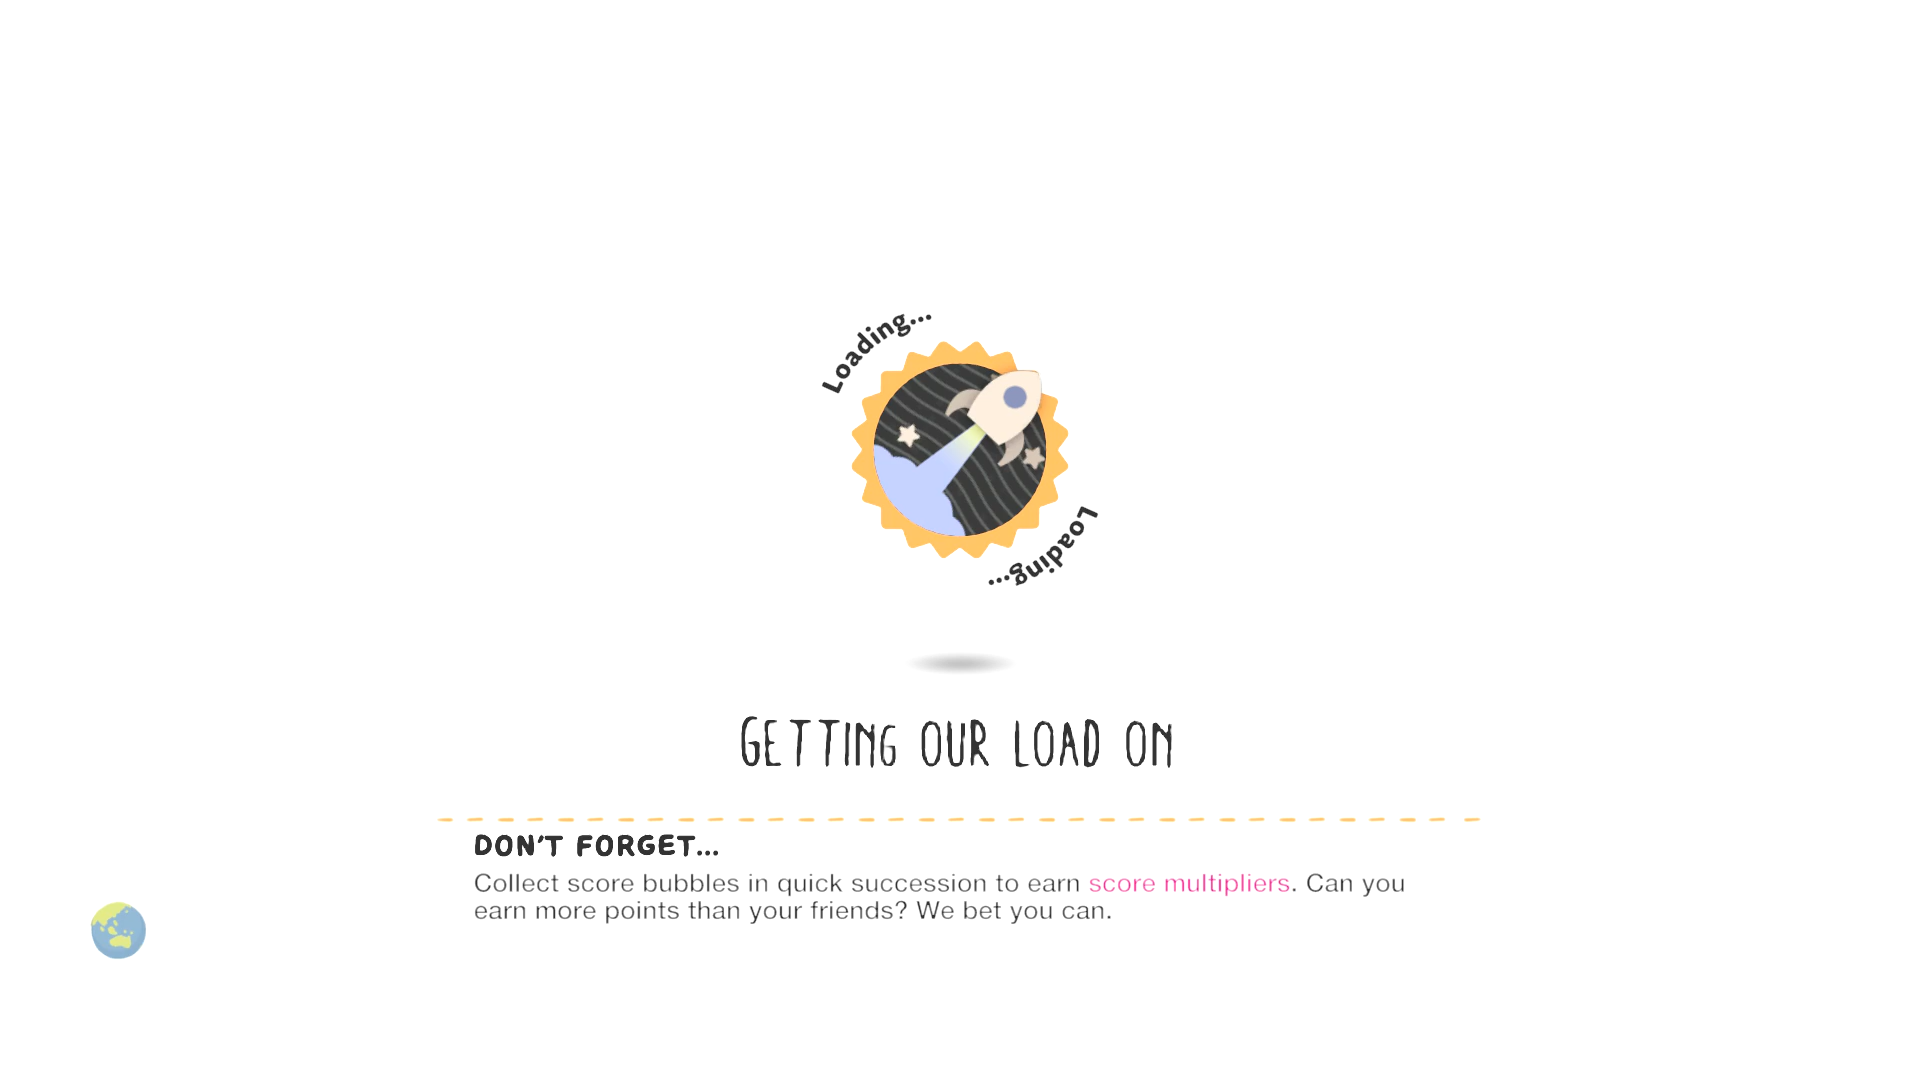 Loading...
Loading...
GETTING OUR LOAD ON
DON'T FORGET...
Collect score bubbles in quick succession to earn score multipliers. Can you
earn more points than your friends? We bet you can.